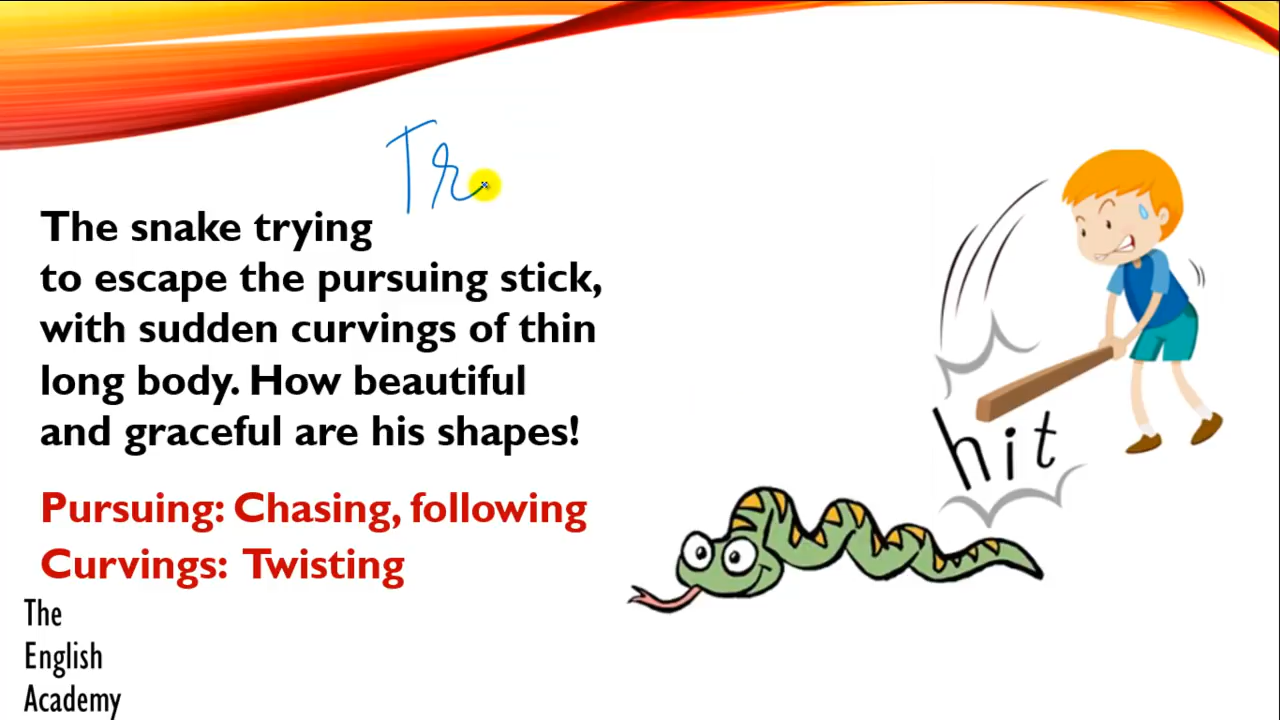 Tr
The snake trying
to escape the pursuing stick,
with sudden curvings of thin
long body. How beautiful
and graceful are his shapes!
Pursuing: Chasing, following
Curvings: Twisting
The
English
Academy
hit